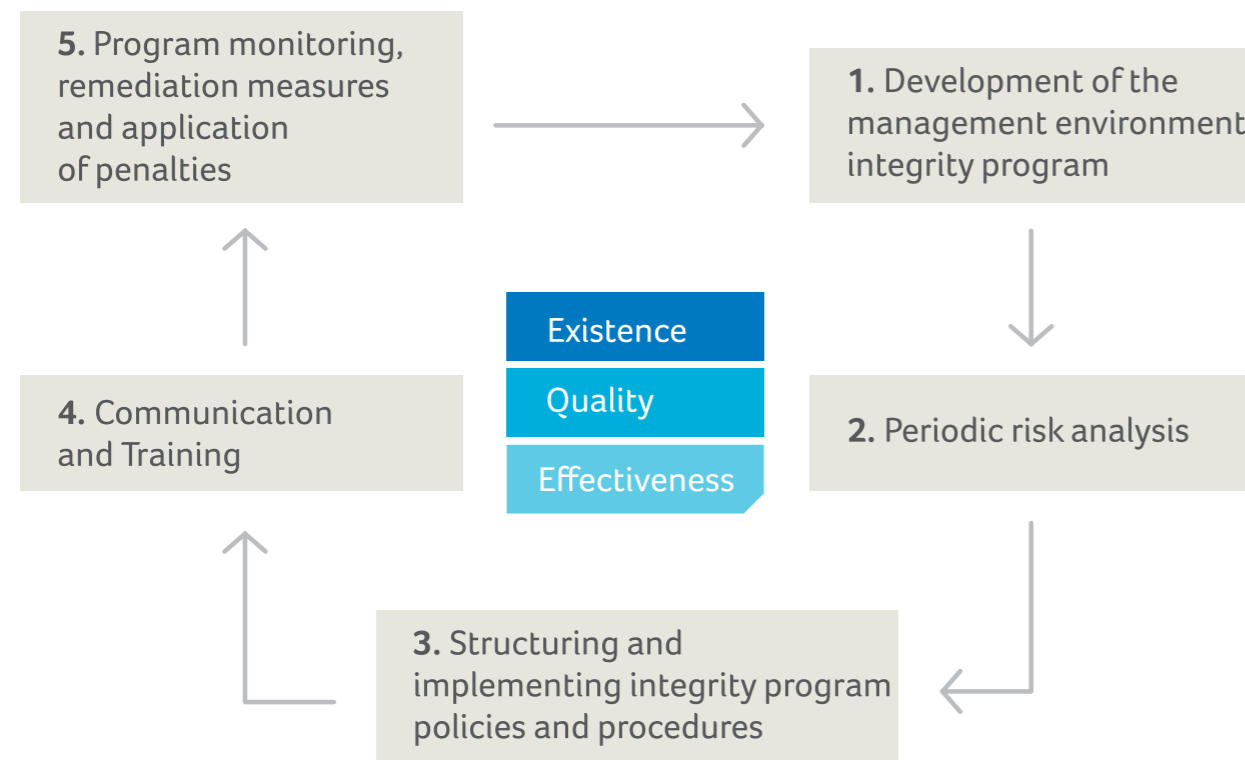 5. Program monitoring,
remediation measures
and application
of penalties
1. Development of the
management environment
integrity program
Existence
Quality
Effectiveness
4. Communication
and Training
2. Periodic risk analysis
3. Structuring and
implementing integrity program
policies and procedures